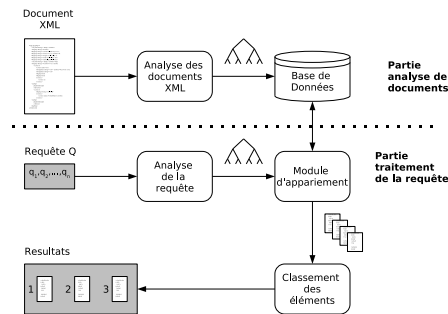 Document
XML
Analyse des
documents
XML
Base de
Données
Partie
analyse de
documents
Requête Q
q1,q2,...,qn
Analyse
de la
requête
Module
d'appariement
Partie
traitement
de la requête
Resultats
1 2 3
Classement
des
éléments